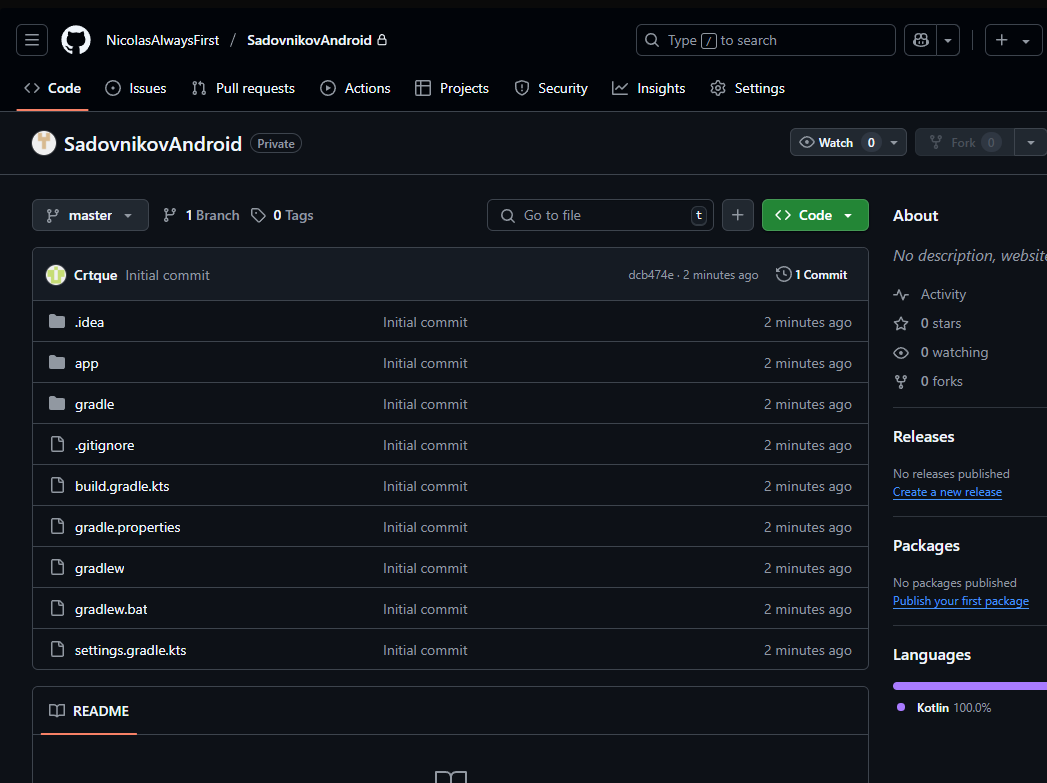 NicolasAlwaysFirst / SadovnikovAndroid
Type / to search
Code Issues Pull requests Actions Projects Security Insights Settings
SadovnikovAndroid Private
Watch 0 Fork 0
master 1 Branch 0 Tags Go to file t + Code
Crtque Initial commit dcb474e · 2 minutes ago 1 Commit
.idea Initial commit 2 minutes ago
app Initial commit 2 minutes ago
gradle Initial commit 2 minutes ago
.gitignore Initial commit 2 minutes ago
build.gradle.kts Initial commit 2 minutes ago
gradle.properties Initial commit 2 minutes ago
gradlew Initial commit 2 minutes ago
gradlew.bat Initial commit 2 minutes ago
settings.gradle.kts Initial commit 2 minutes ago
README
About
No description, website
Activity
0 stars
0 watching
0 forks
Releases
No releases published
Create a new release
Packages
No packages published
Publish your first package
Languages
Kotlin 100.0%